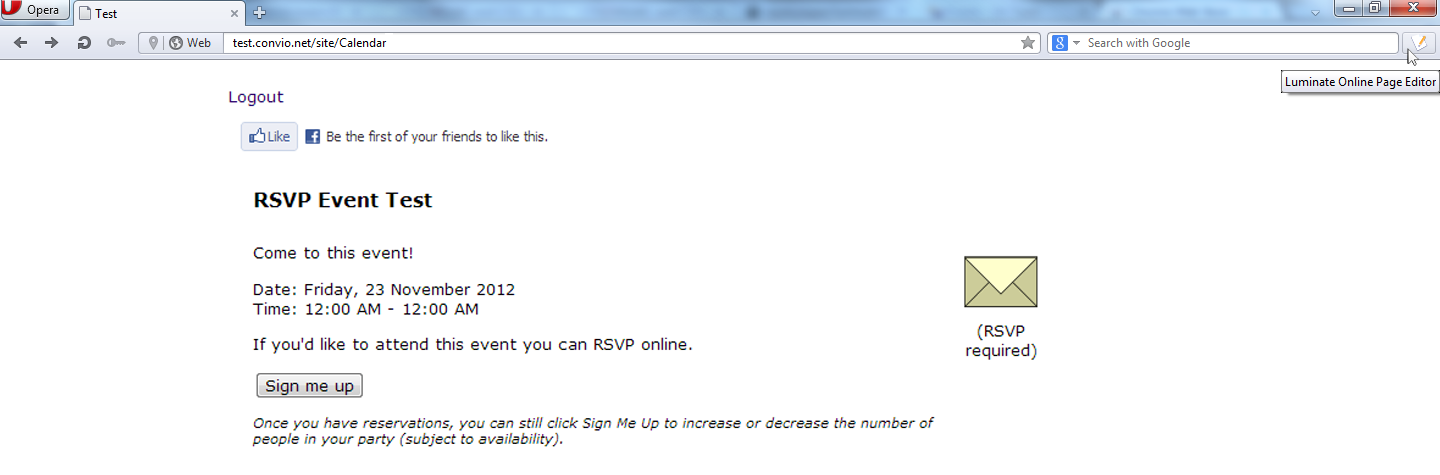 Opera
Test
Web
test.convio.net/site/Calendar
8
Search with Google
Luminate Online Page Editor
Logout
Like
f
Be the first of your friends to like this.
RSVP Event Test
Come to this event!
Date: Friday, 23 November 2012
Time: 12:00 AM - 12:00 AM
(RSVP
required)
If you'd like to attend this event you can RSVP online.
Sign me up
Once you have reservations, you can still click Sign Me Up to increase or decrease the number of
people in your party (subject to availability).